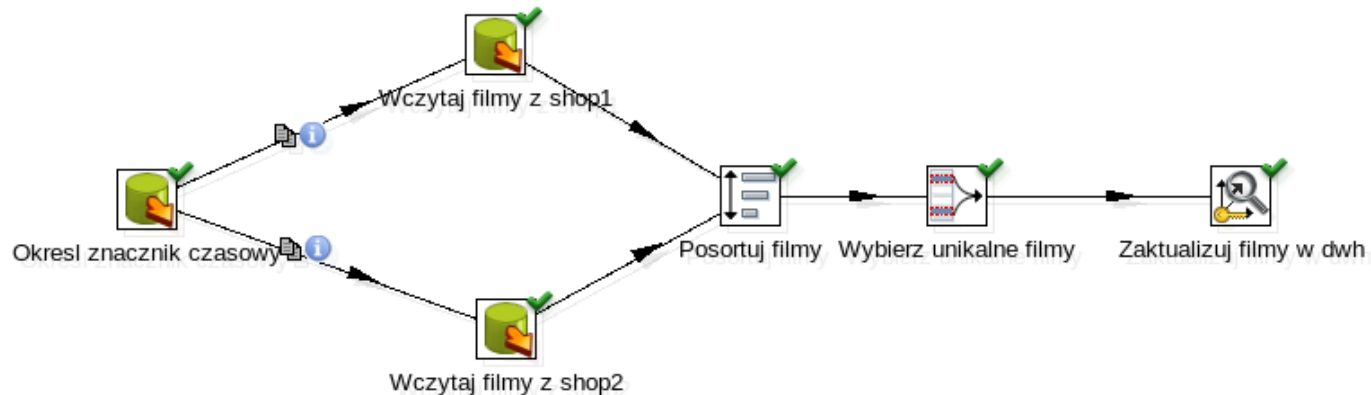 Wczytaj filmy z shop1
Okresl znacznik czasowy
Posortuj filmy
Wybierz unikalne filmy
Zaktualizuj filmy w dwh
Wczytaj filmy z shop2